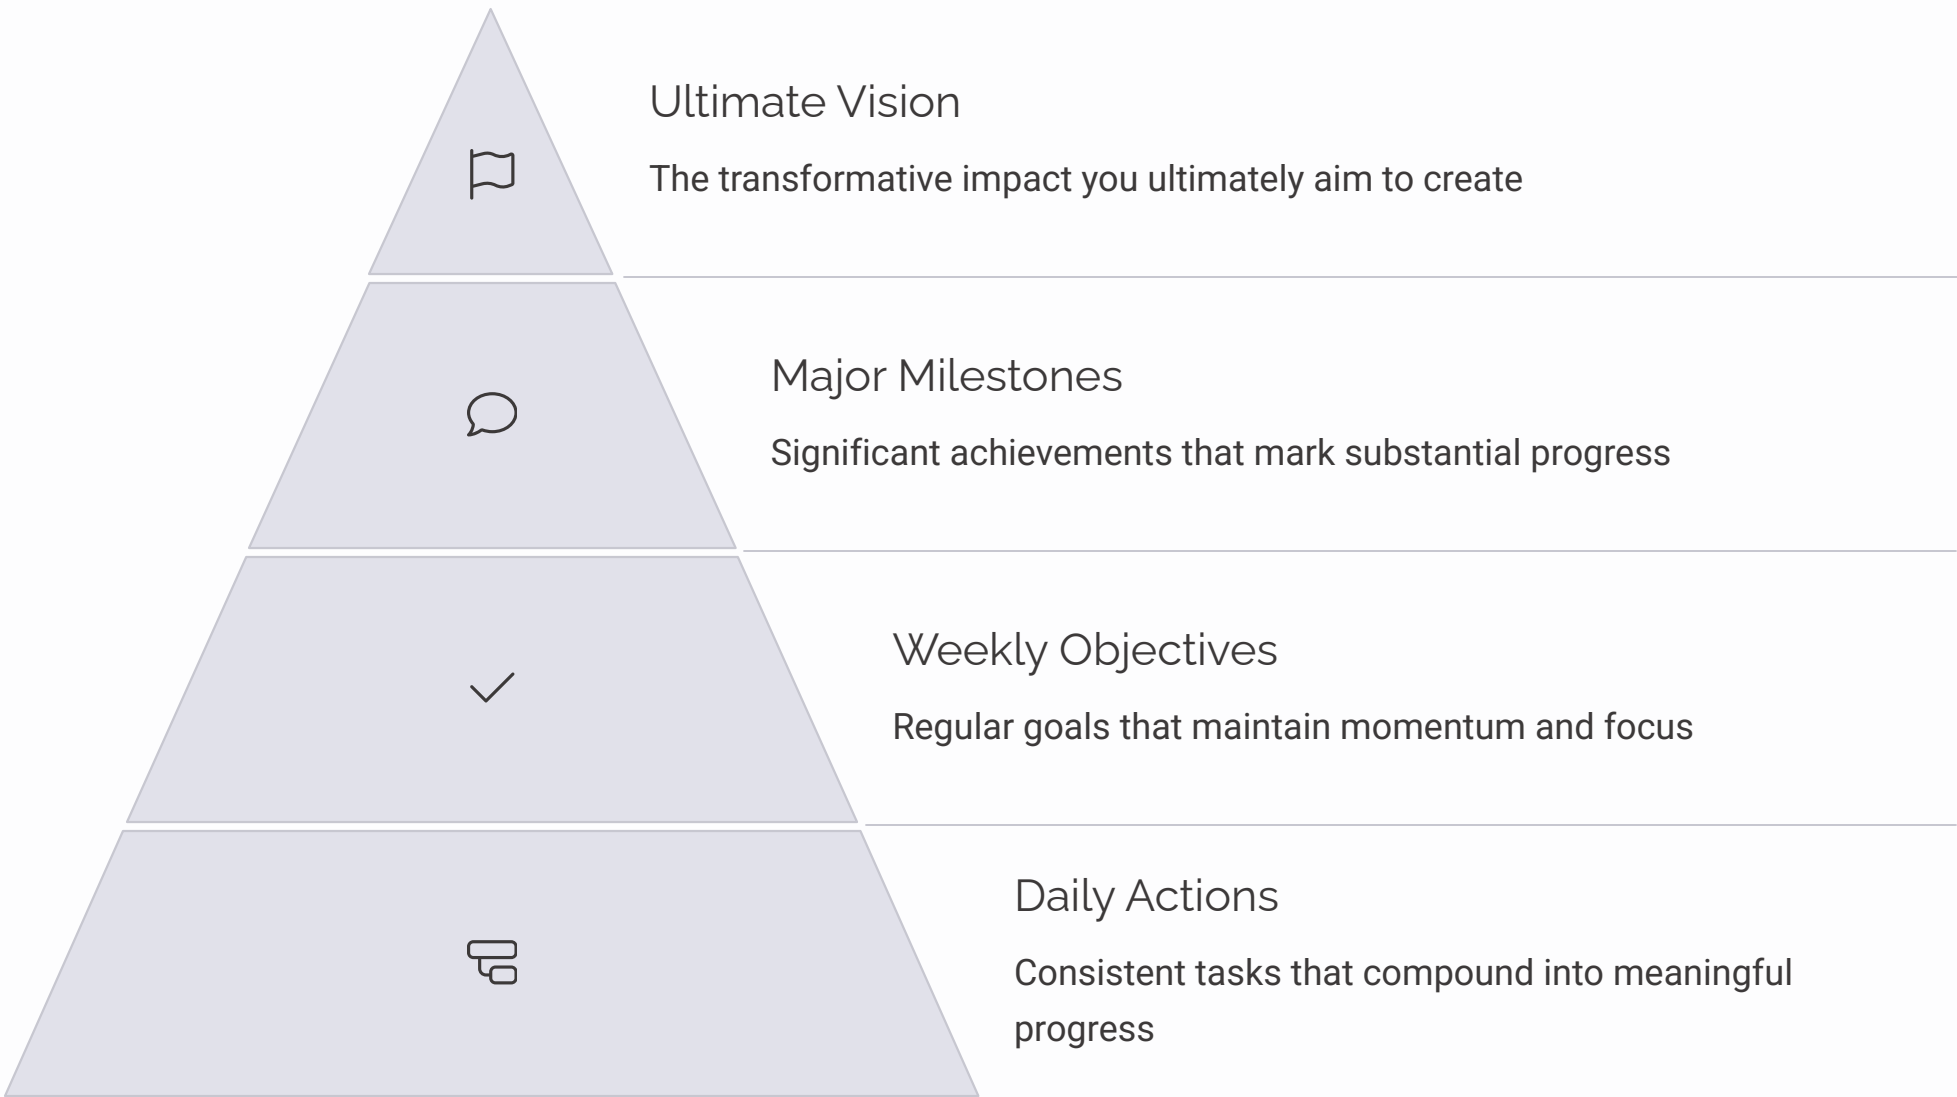 Ultimate Vision
The transformative impact you ultimately aim to create
Major Milestones
Significant achievements that mark substantial progress
Weekly Objectives
Regular goals that maintain momentum and focus
Daily Actions
Consistent tasks that compound into meaningful
progress